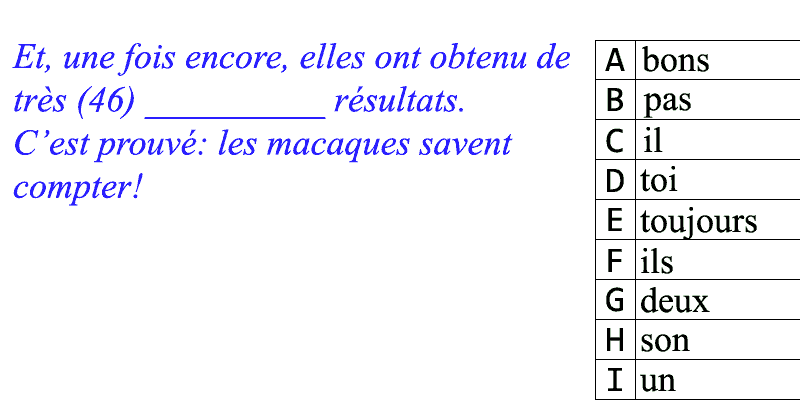 Et, une fois encore, elles ont obtenu de
très (46) __________ résultats.
C’est prouvé: les macaques savent
compter!
A bons
B pas
C il
D toi
E toujours
F ils
G deux
H son
I un